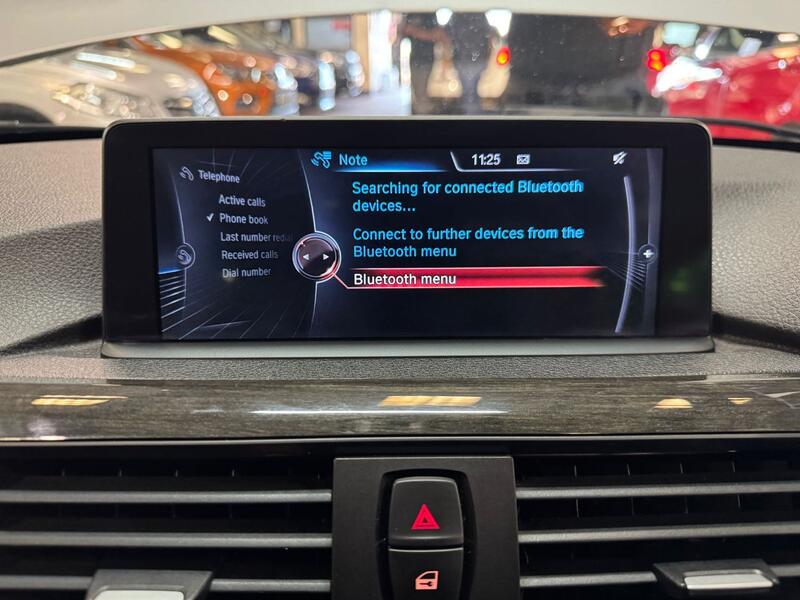 Telephone
Active calls
Phone book
Last number redial
Received calls
Dial number
Note
11:25
Searching for connected Bluetooth
devices...
Connect to further devices from the
Bluetooth menu
Bluetooth menu